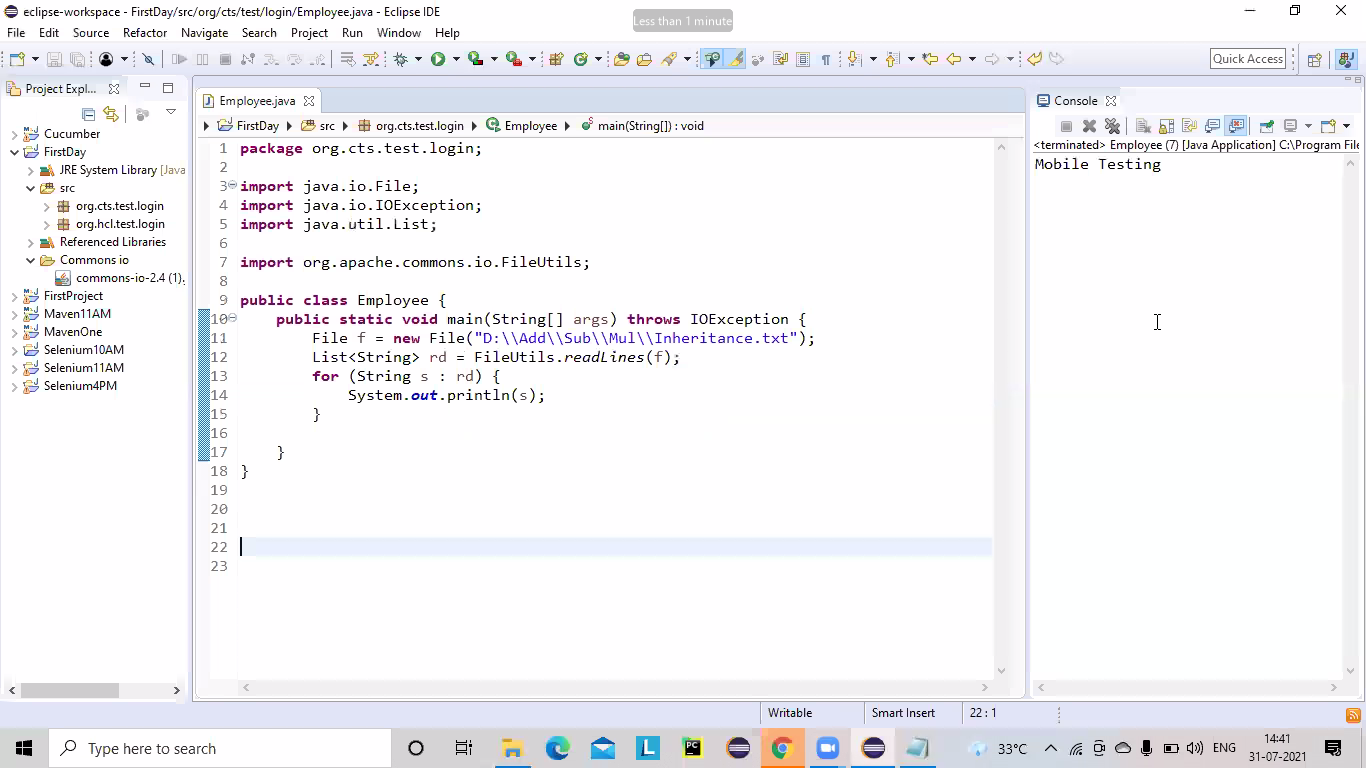 eclipse-workspace - FirstDay/src/org/cts/test/login/Employee.java - Eclipse IDE
Less than 1 minute
File Edit Source Refactor Navigate Search Project Run Window Help
Quick Access
Project Expl...
Cucumber
FirstDay
JRE System Library [Java
src
org.cts.test.login
org.hcl.test.login
Referenced Libraries
Commons io
commons-io-2.4 (1).
FirstProject
Maven11AM
MavenOne
Selenium10AM
Selenium11AM
Selenium4PM
Employee.java
FirstDay src org.cts.test.login Employee main(String[]) : void
1 package org.cts.test.login;
2
3 import java.io.File;
4 import java.io.IOException;
5 import java.util.List;
6
7 import org.apache.commons.io.FileUtils;
8
9 public class Employee {
10 public static void main(String[] args) throws IOException {
11 File f = new File("D:\\Add\\Sub\\Mul\\Inheritance.txt");
12 List<String> rd = FileUtils.readLines(f);
13 for (String s : rd) {
14 System.out.println(s);
15 }
16
17 }
18 }
19
20
21
22
23
Console
<terminated> Employee (7) [Java Application] C:\Program File
Mobile Testing
Writable Smart Insert 22 : 1
Type here to search
L
PC
33°C
ENG
14:41
31-07-2021